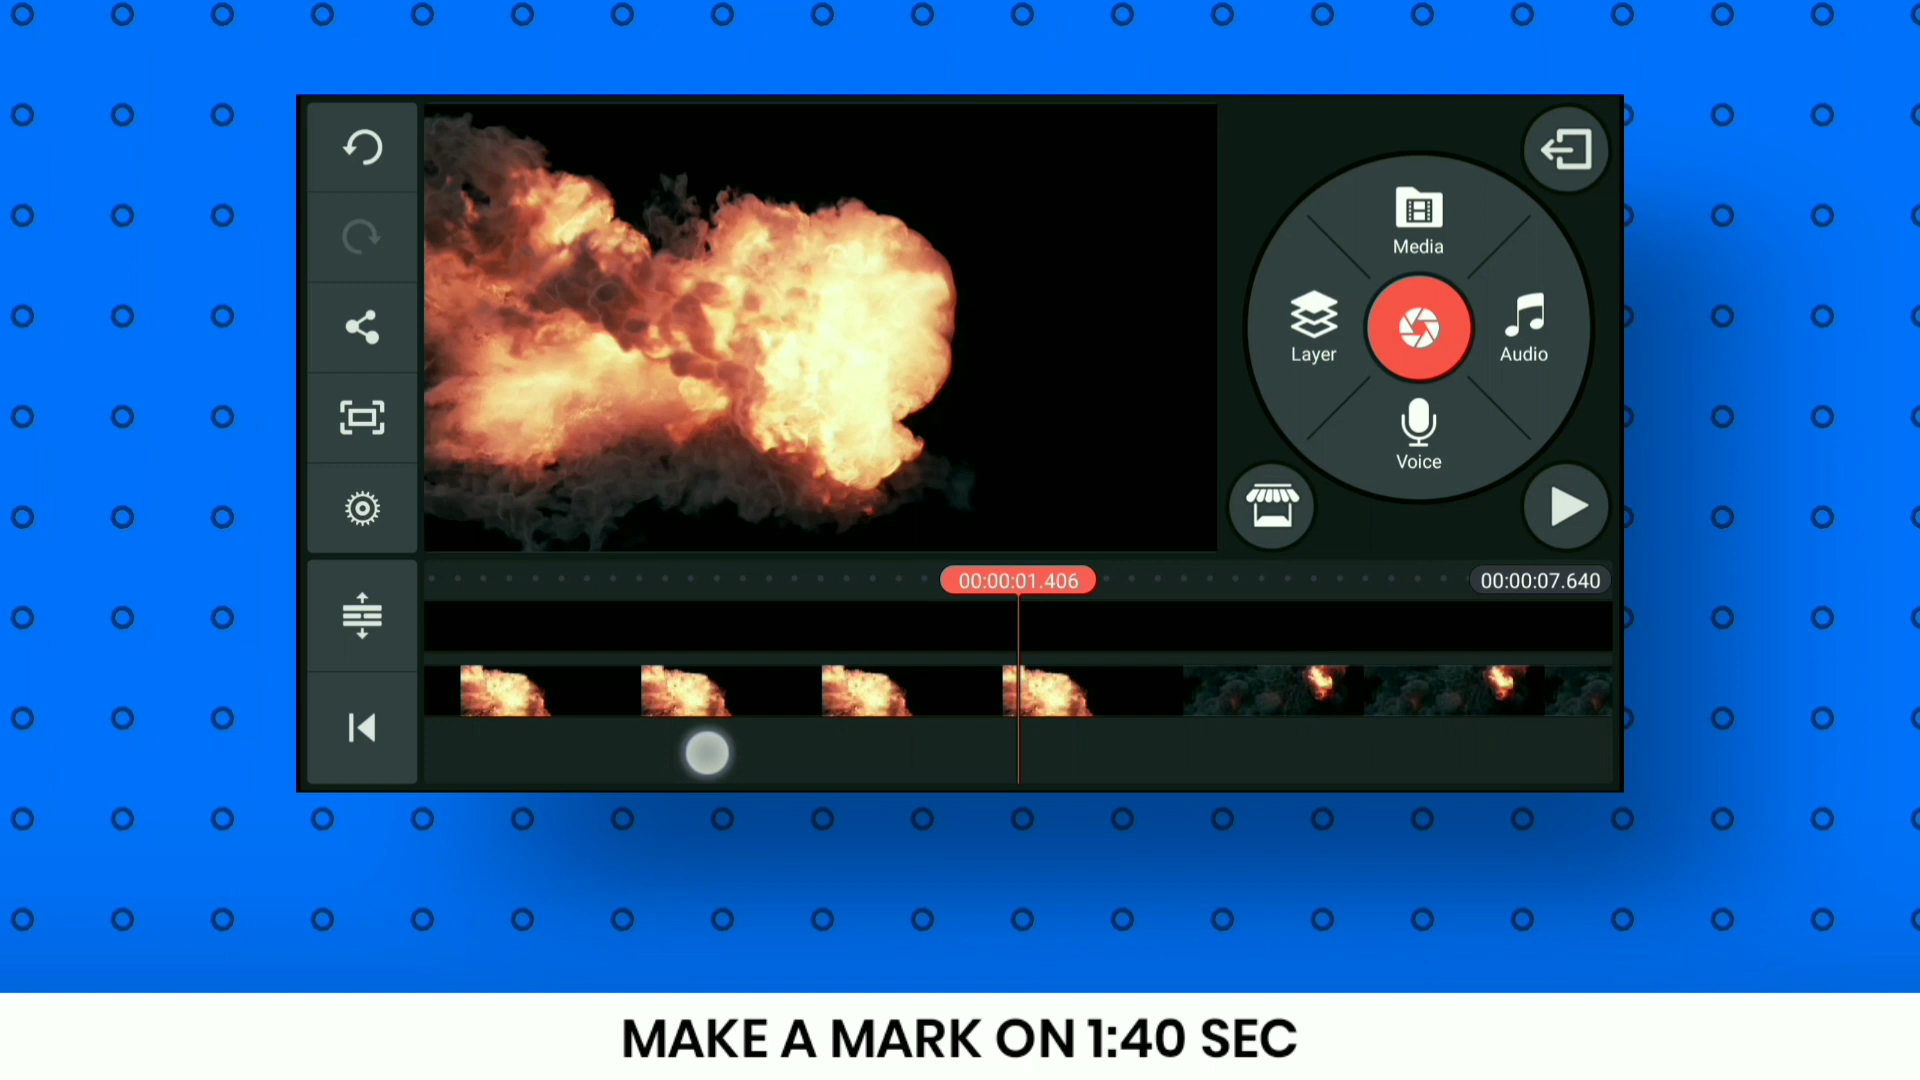 Media
Layer
Audio
Voice
00:00:01.406
00:00:07.640
MAKE A MARK ON 1:40 SEC